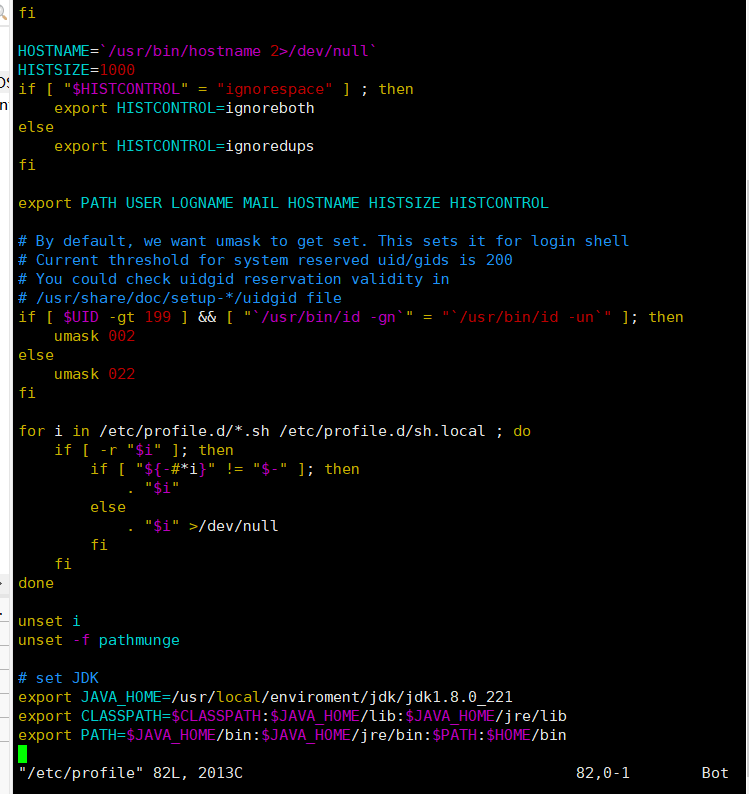 fi
HOSTNAME=`/usr/bin/hostname 2>/dev/null`
HISTSIZE=1000
if [ "$HISTCONTROL" = "ignorespace" ] ; then
    export HISTCONTROL=ignoreboth
else
    export HISTCONTROL=ignoredups
fi
export PATH USER LOGNAME MAIL HOSTNAME HISTSIZE HISTCONTROL
# By default, we want umask to get set. This sets it for login shell
# Current threshold for system reserved uid/gids is 200
# You could check uidgid reservation validity in
# /usr/share/doc/setup-*/uidgid file
if [ $UID -gt 199 ] && [ "`/usr/bin/id -gn`" = "`/usr/bin/id -un`" ]; then
    umask 002
else
    umask 022
fi
for i in /etc/profile.d/*.sh /etc/profile.d/sh.local ; do
    if [ -r "$i" ]; then
        if [ "${-#*i}" != "$-" ]; then
            . "$i"
        else
            . "$i" >/dev/null
        fi
    fi
done
unset i
unset -f pathmunge
# set JDK
export JAVA_HOME=/usr/local/enviroment/jdk/jdk1.8.0_221
export CLASSPATH=$CLASSPATH:$JAVA_HOME/lib:$JAVA_HOME/jre/lib
export PATH=$JAVA_HOME/bin:$JAVA_HOME/jre/bin:$PATH:$HOME/bin
"/etc/profile" 82L, 2013C 82,0-1 Bot